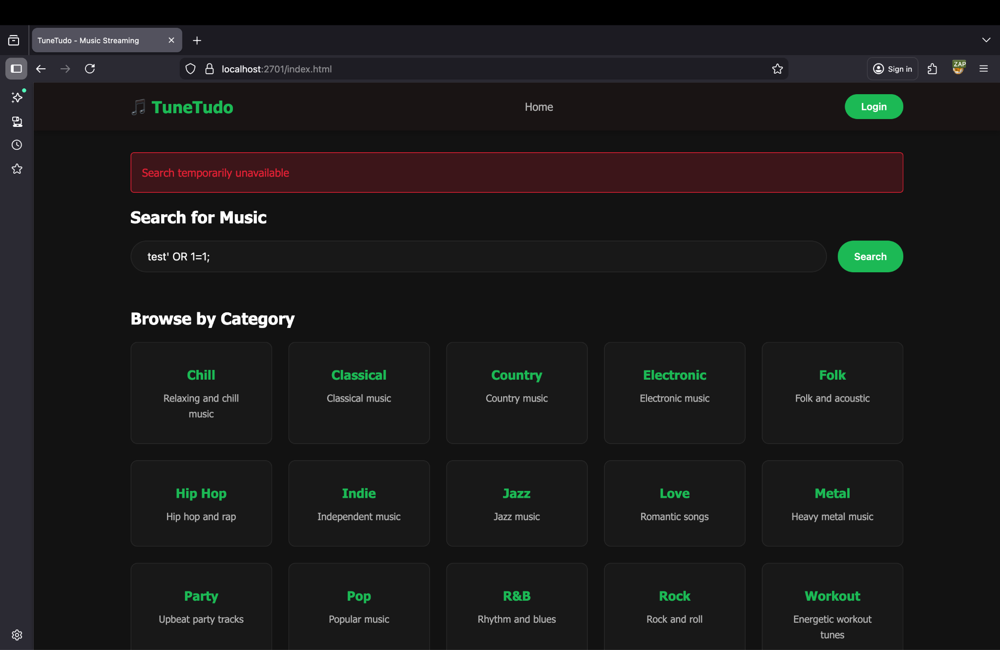 TuneTudo - Music Streaming
localhost:2701/index.html
Sign in
ZAP
TuneTudo
Home
Login
Search temporarily unavailable
Search for Music
test' OR 1=1;
Search
Browse by Category
Chill
Relaxing and chill
music
Classical
Classical music
Country
Country music
Electronic
Electronic music
Folk
Folk and acoustic
Hip Hop
Hip hop and rap
Indie
Independent music
Jazz
Jazz music
Love
Romantic songs
Metal
Heavy metal music
Party
Upbeat party tracks
Pop
Popular music
R&B
Rhythm and blues
Rock
Rock and roll
Workout
Energetic workout
tunes